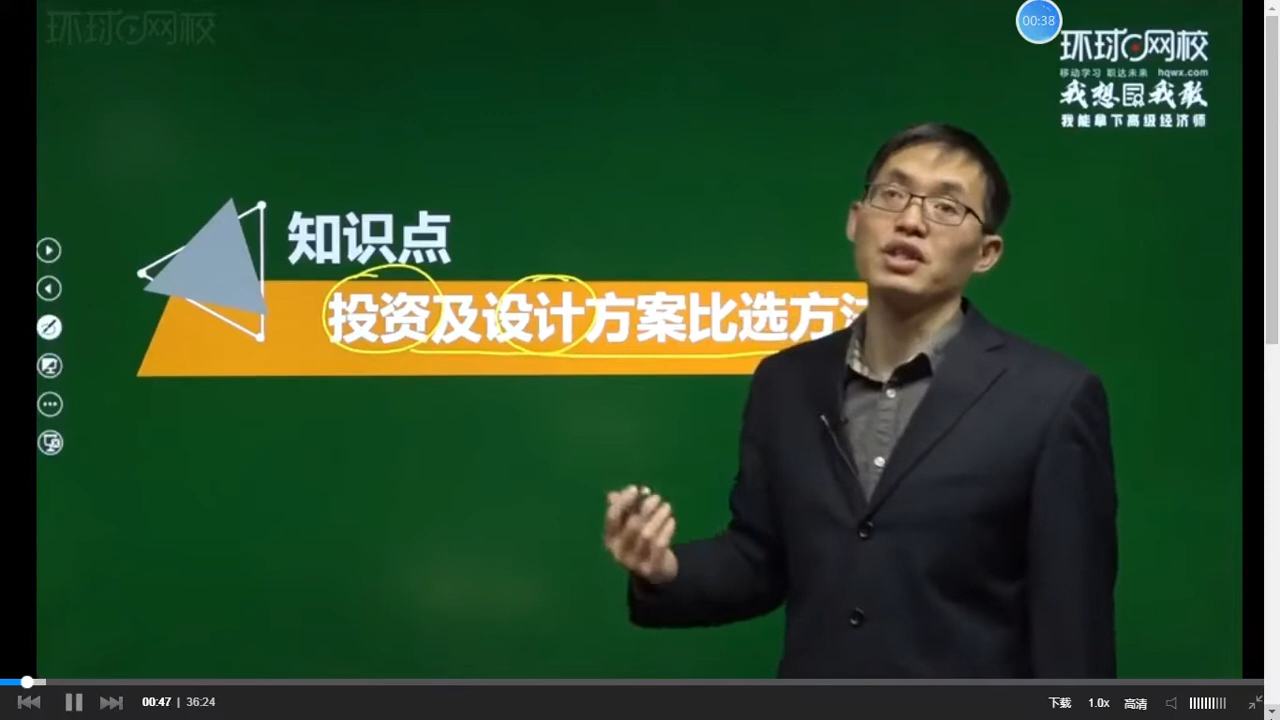 环球网校
00:38
环球网校
移动学习 职达未来 hqwx.com
我想 我敢
我能拿下高级经济师
知识点
投资及设计方案比选方
00:47 | 36:24
下载 1.0x 高清